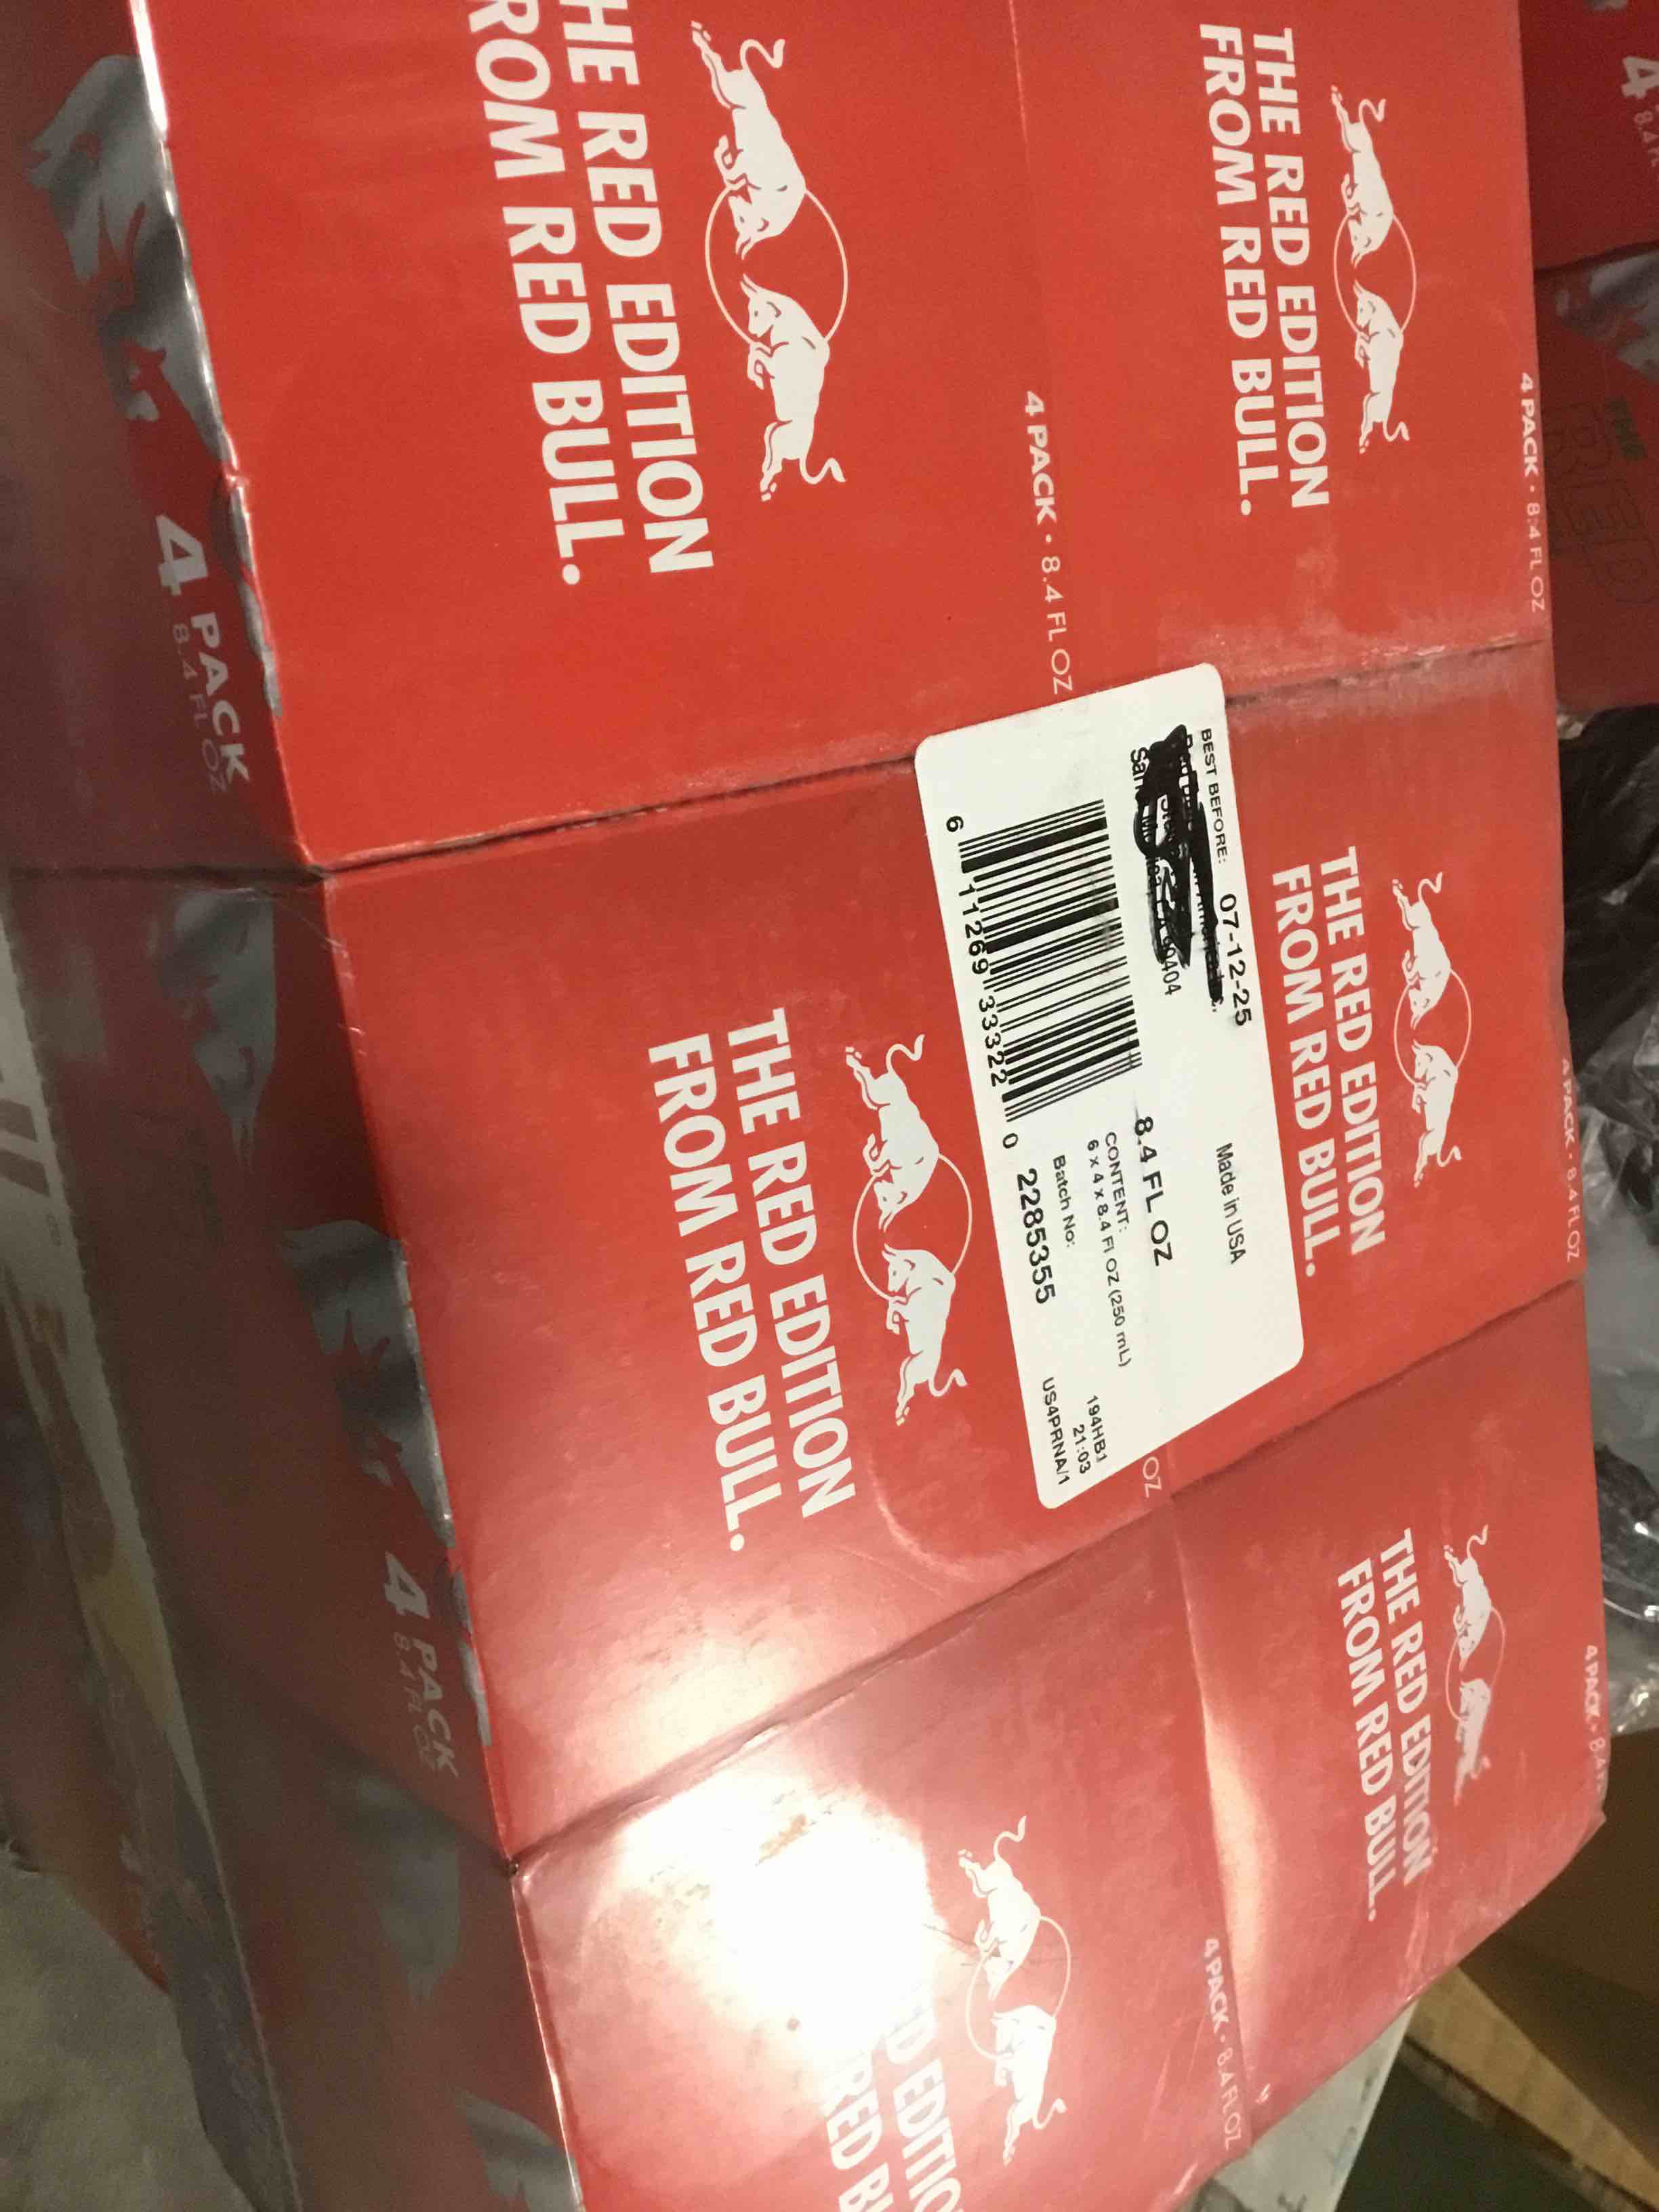 THE RED EDITION
FROM RED BULL.
4 PACK • 8.4 FL OZ
THE RED EDITION
FROM RED BULL.
4 PACK • 8.4 FL OZ
THE RED EDITION
FROM RED BULL.
4 PACK • 8.4 FL OZ
HE RED EDITION
ROM RED BULL.
4 PACK • 8.4 FL OZ
BEST BEFORE: 07-12-25
Made in USA
8.4 FL OZ
CONTENT:
6 x 4 x 8.4 Fl OZ (250 mL)
Batch No:
2285355
194HB1
21:03
US4PRNA/1
6 11269 33322 0
OZ
THE RED EDITION
FROM RED BULL.
4 PACK • 8.4 FL OZ
4 PACK
8.4 FL OZ
4 PACK
8.4 FL OZ